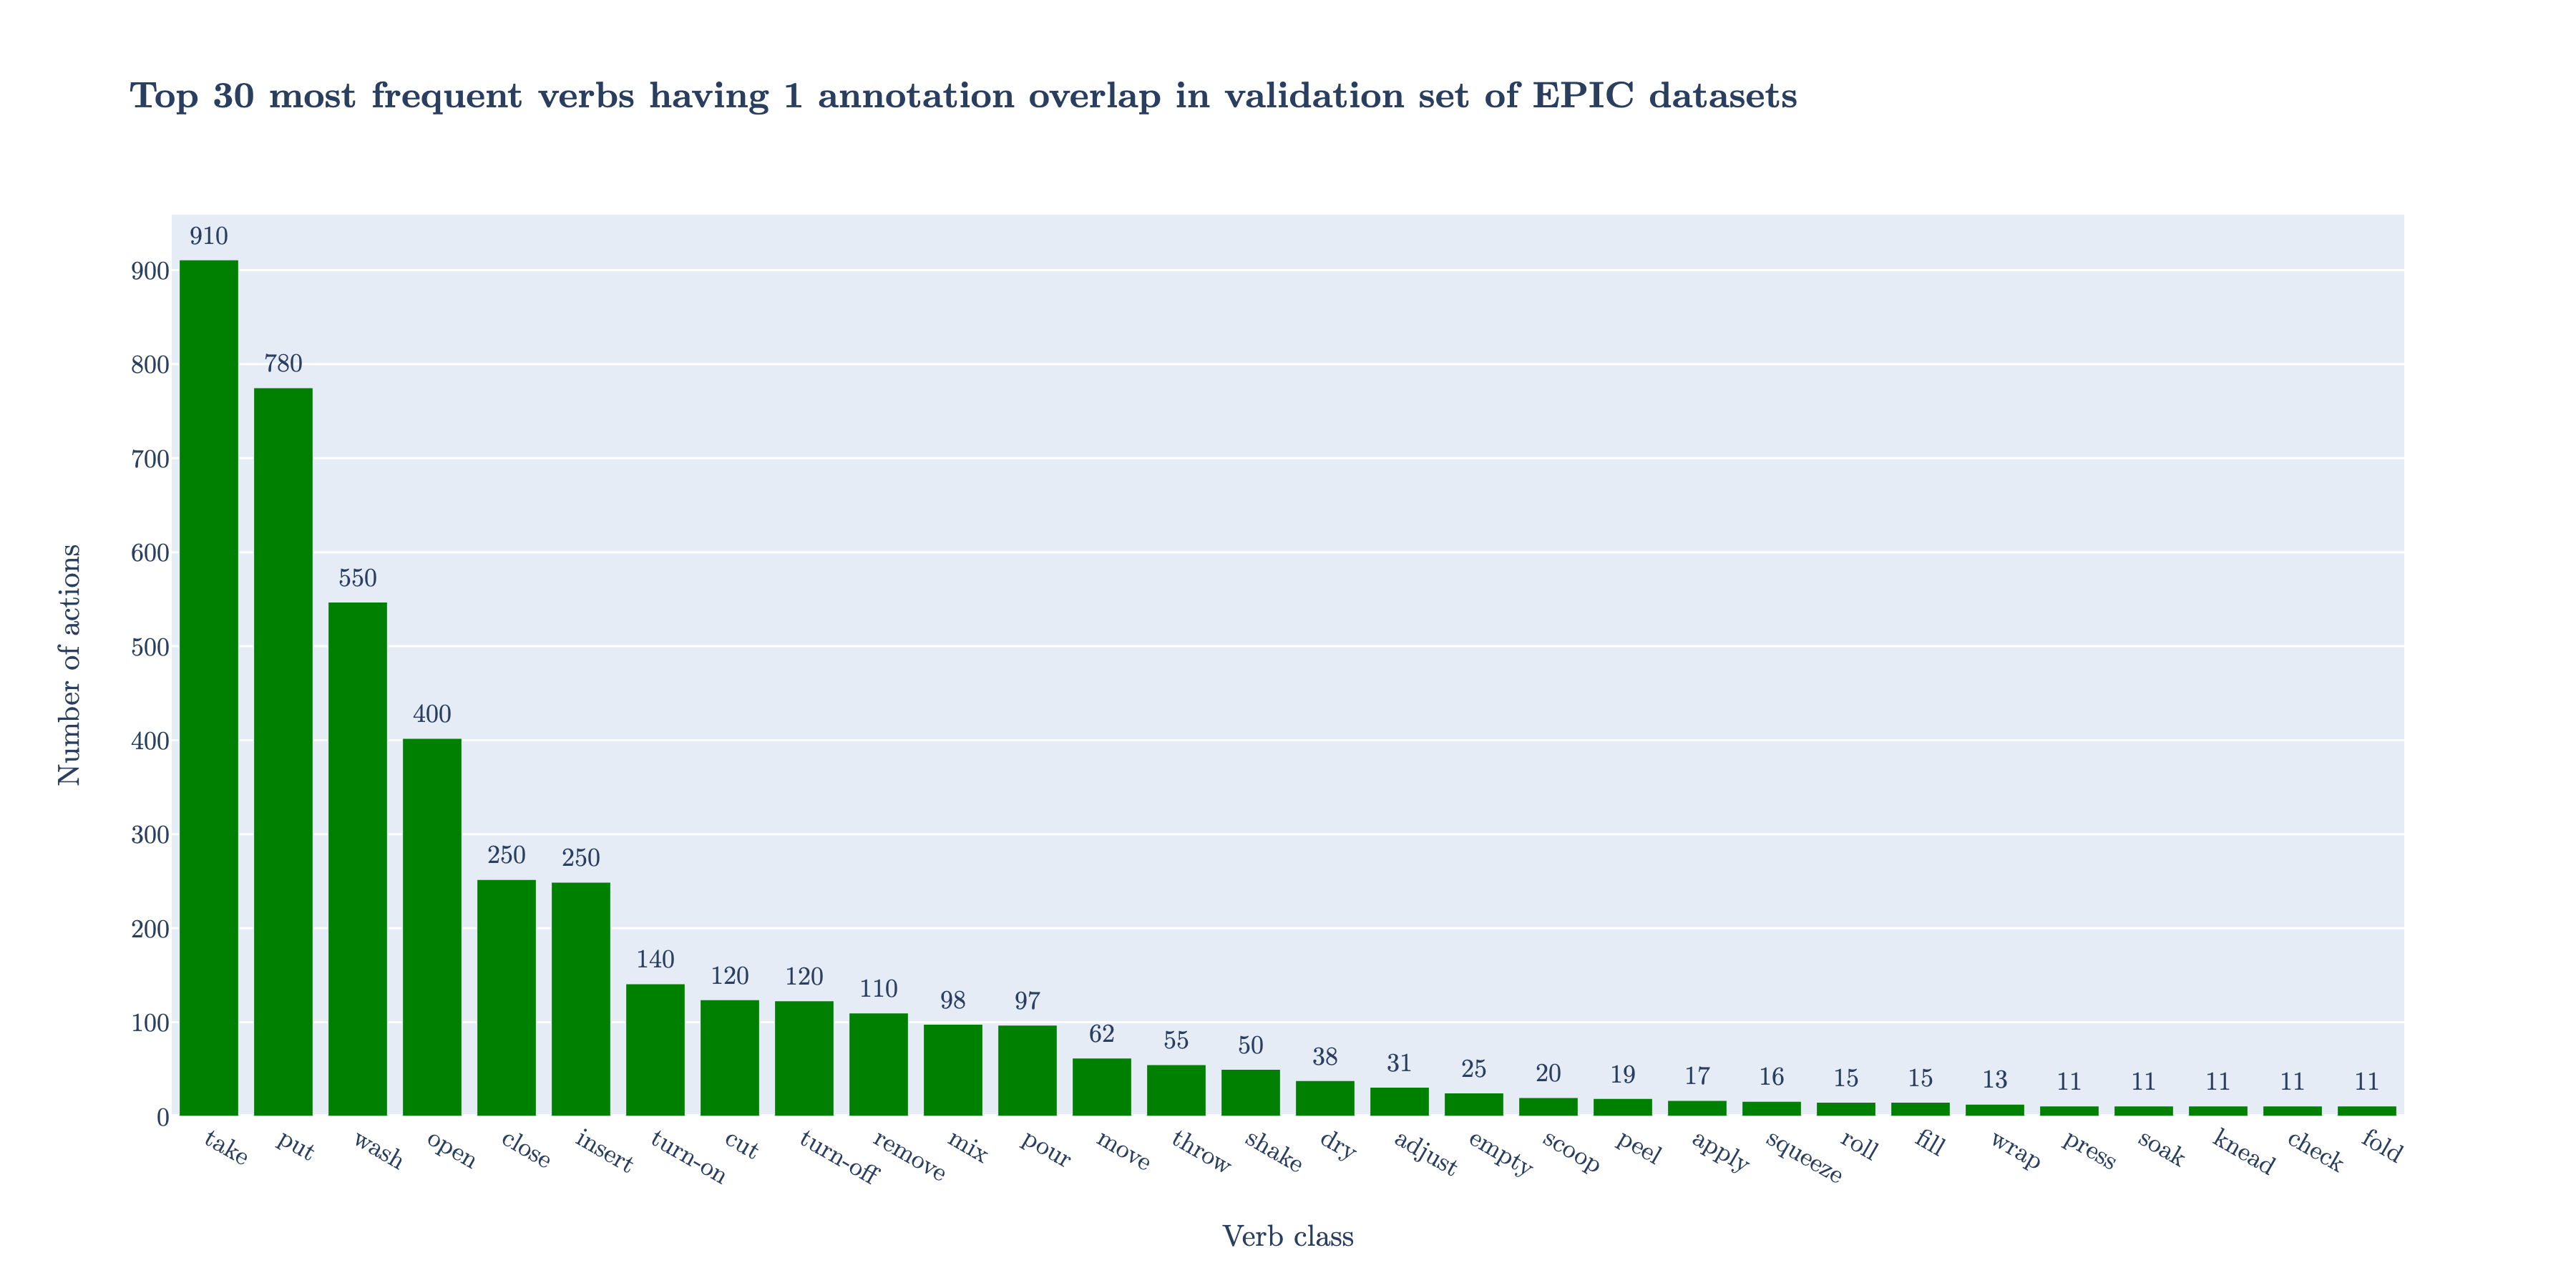 Top 30 most frequent verbs having 1 annotation overlap in validation set of EPIC datasets
Number of actions
900
800
700
600
500
400
300
200
100
0
910
780
550
400
250
250
140
120
120
110
98
97
62
55
50
38
31
25
20
19
17
16
15
15
13
11
11
11
11
11
take
put
wash
open
close
insert
turn-on
cut
turn-off
remove
mix
pour
move
throw
shake
dry
adjust
empty
scoop
peel
apply
squeeze
roll
fill
wrap
press
soak
knead
check
fold
Verb class